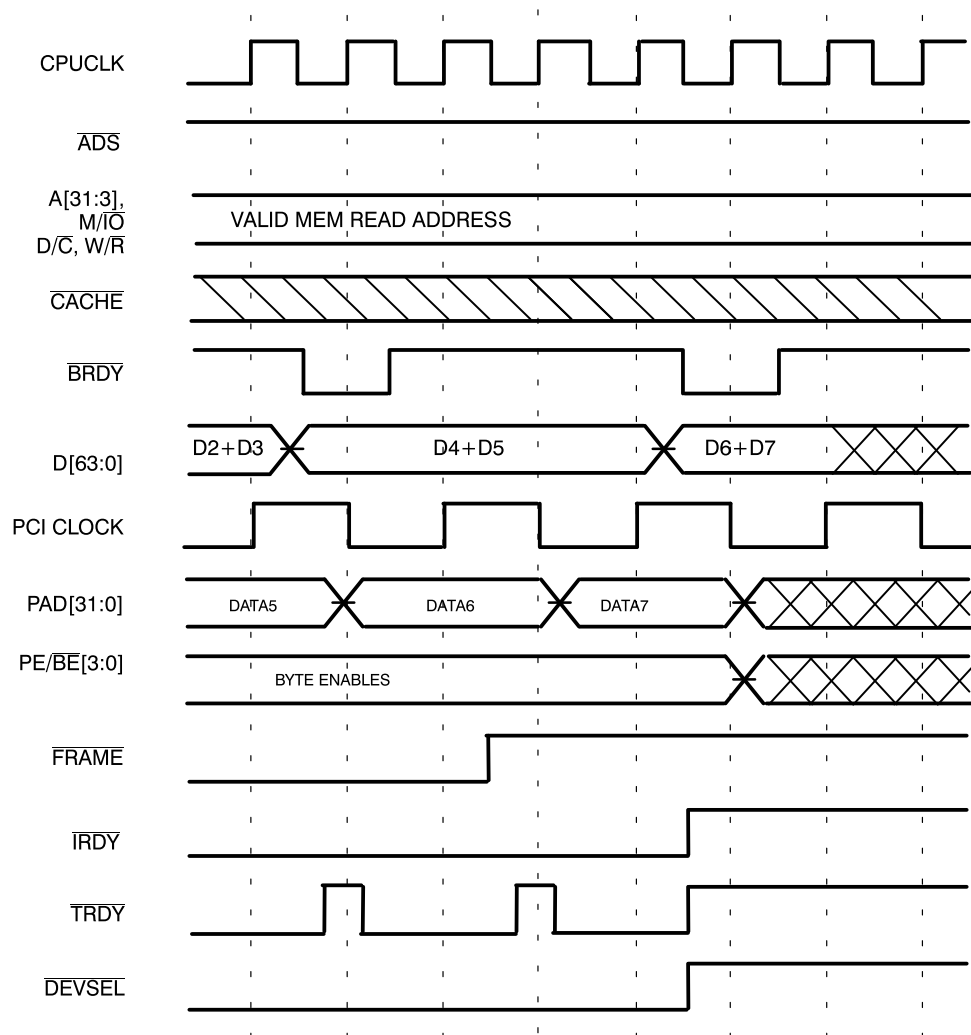 CPUCLK
ADS
A[31:3],
M/IO
D/C, W/R
VALID MEM READ ADDRESS
CACHE
BRDY
D[63:0]
D2+D3
D4+D5
D6+D7
PCI CLOCK
PAD[31:0]
DATA5
DATA6
DATA7
PE/BE[3:0]
BYTE ENABLES
FRAME
IRDY
TRDY
DEVSEL